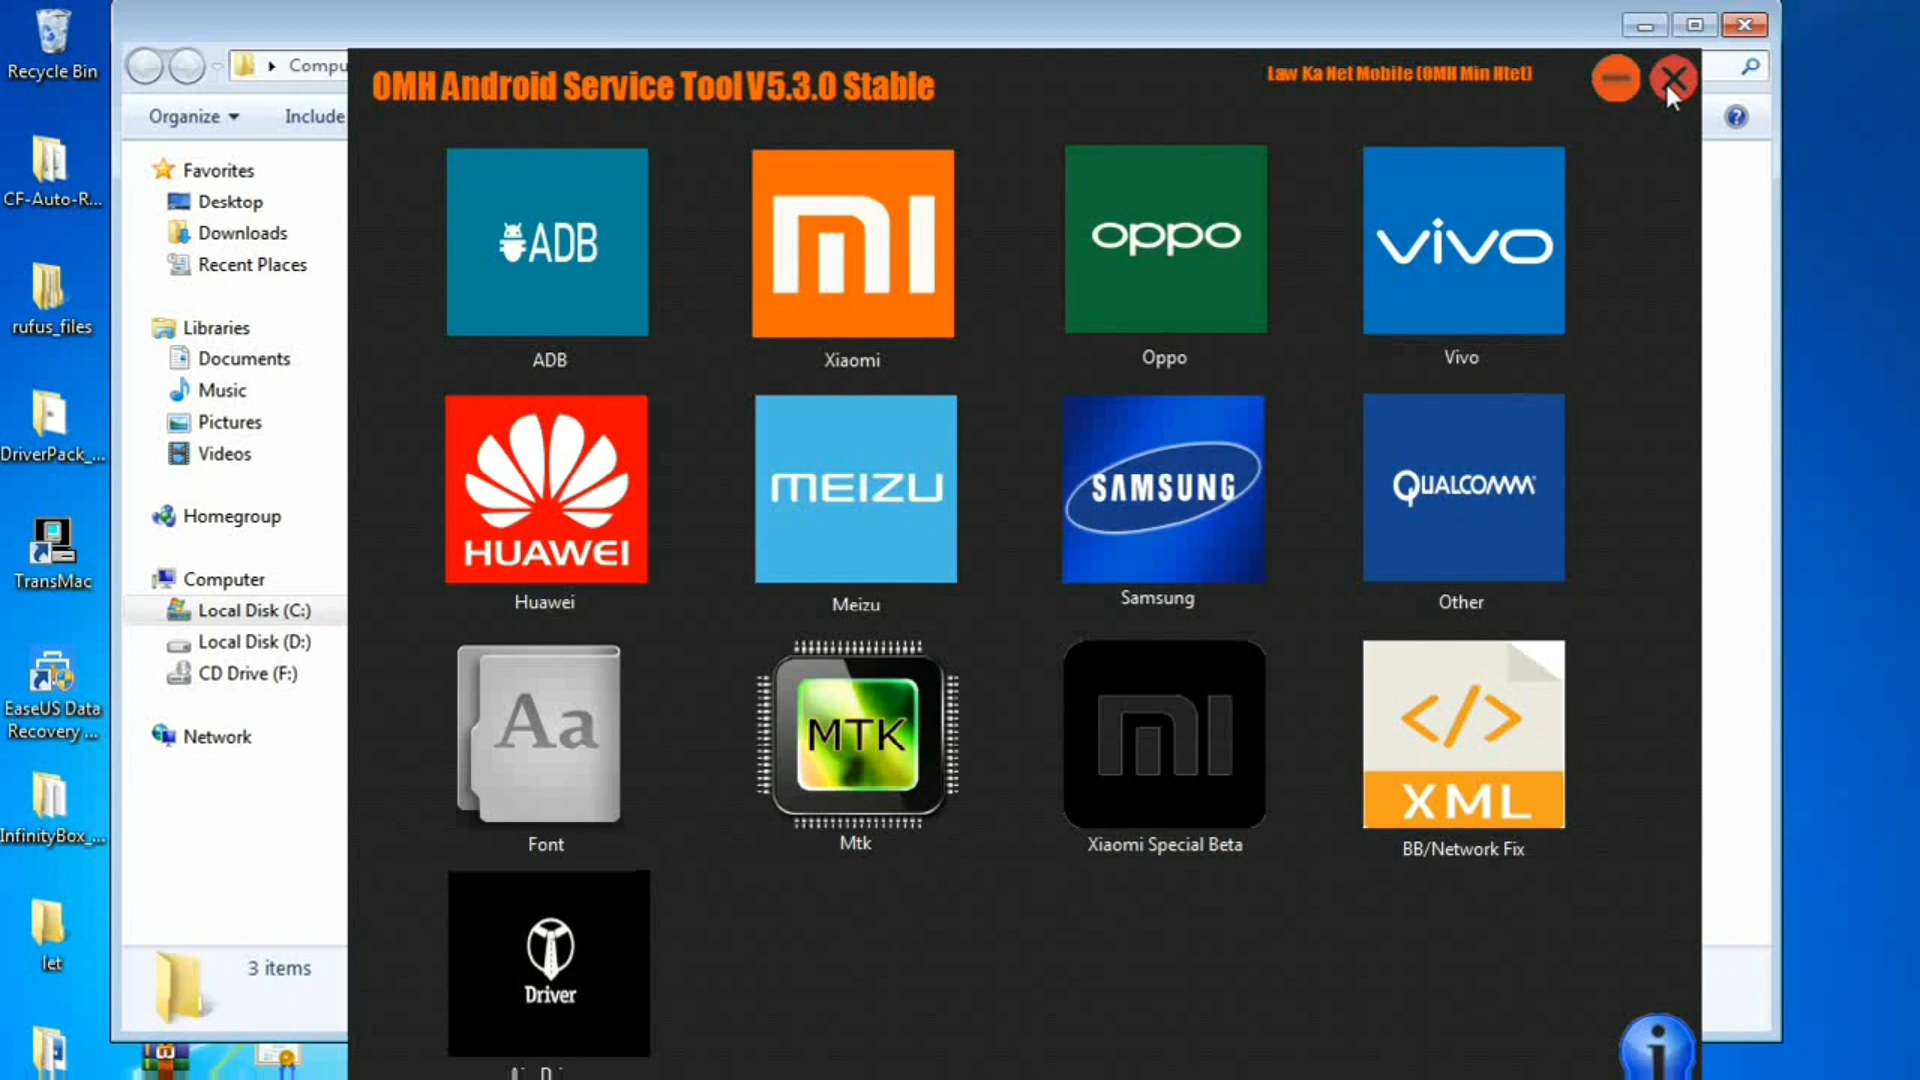 Recycle Bin
CF-Auto-R...
rufus_files
DriverPack_...
TransMac
EaseUS Data
Recovery ...
InfinityBox_...
let
Compu
Organize
Include
Favorites
Desktop
Downloads
Recent Places
Libraries
Documents
Music
Pictures
Videos
Homegroup
Computer
Local Disk (C:)
Local Disk (D:)
CD Drive (F:)
Network
3 items
OMH Android Service Tool V5.3.0 Stable
Law Ka Net Mobile (OMH Min Htet)
ADB
ADB
Xiaomi
oppo
Oppo
vivo
Vivo
HUAWEI
Huawei
MEIZU
Meizu
SAMSUNG
Samsung
QUALCOMM
Other
Aa
Font
MTK
Mtk
Xiaomi Special Beta
</>
XML
BB/Network Fix
Driver